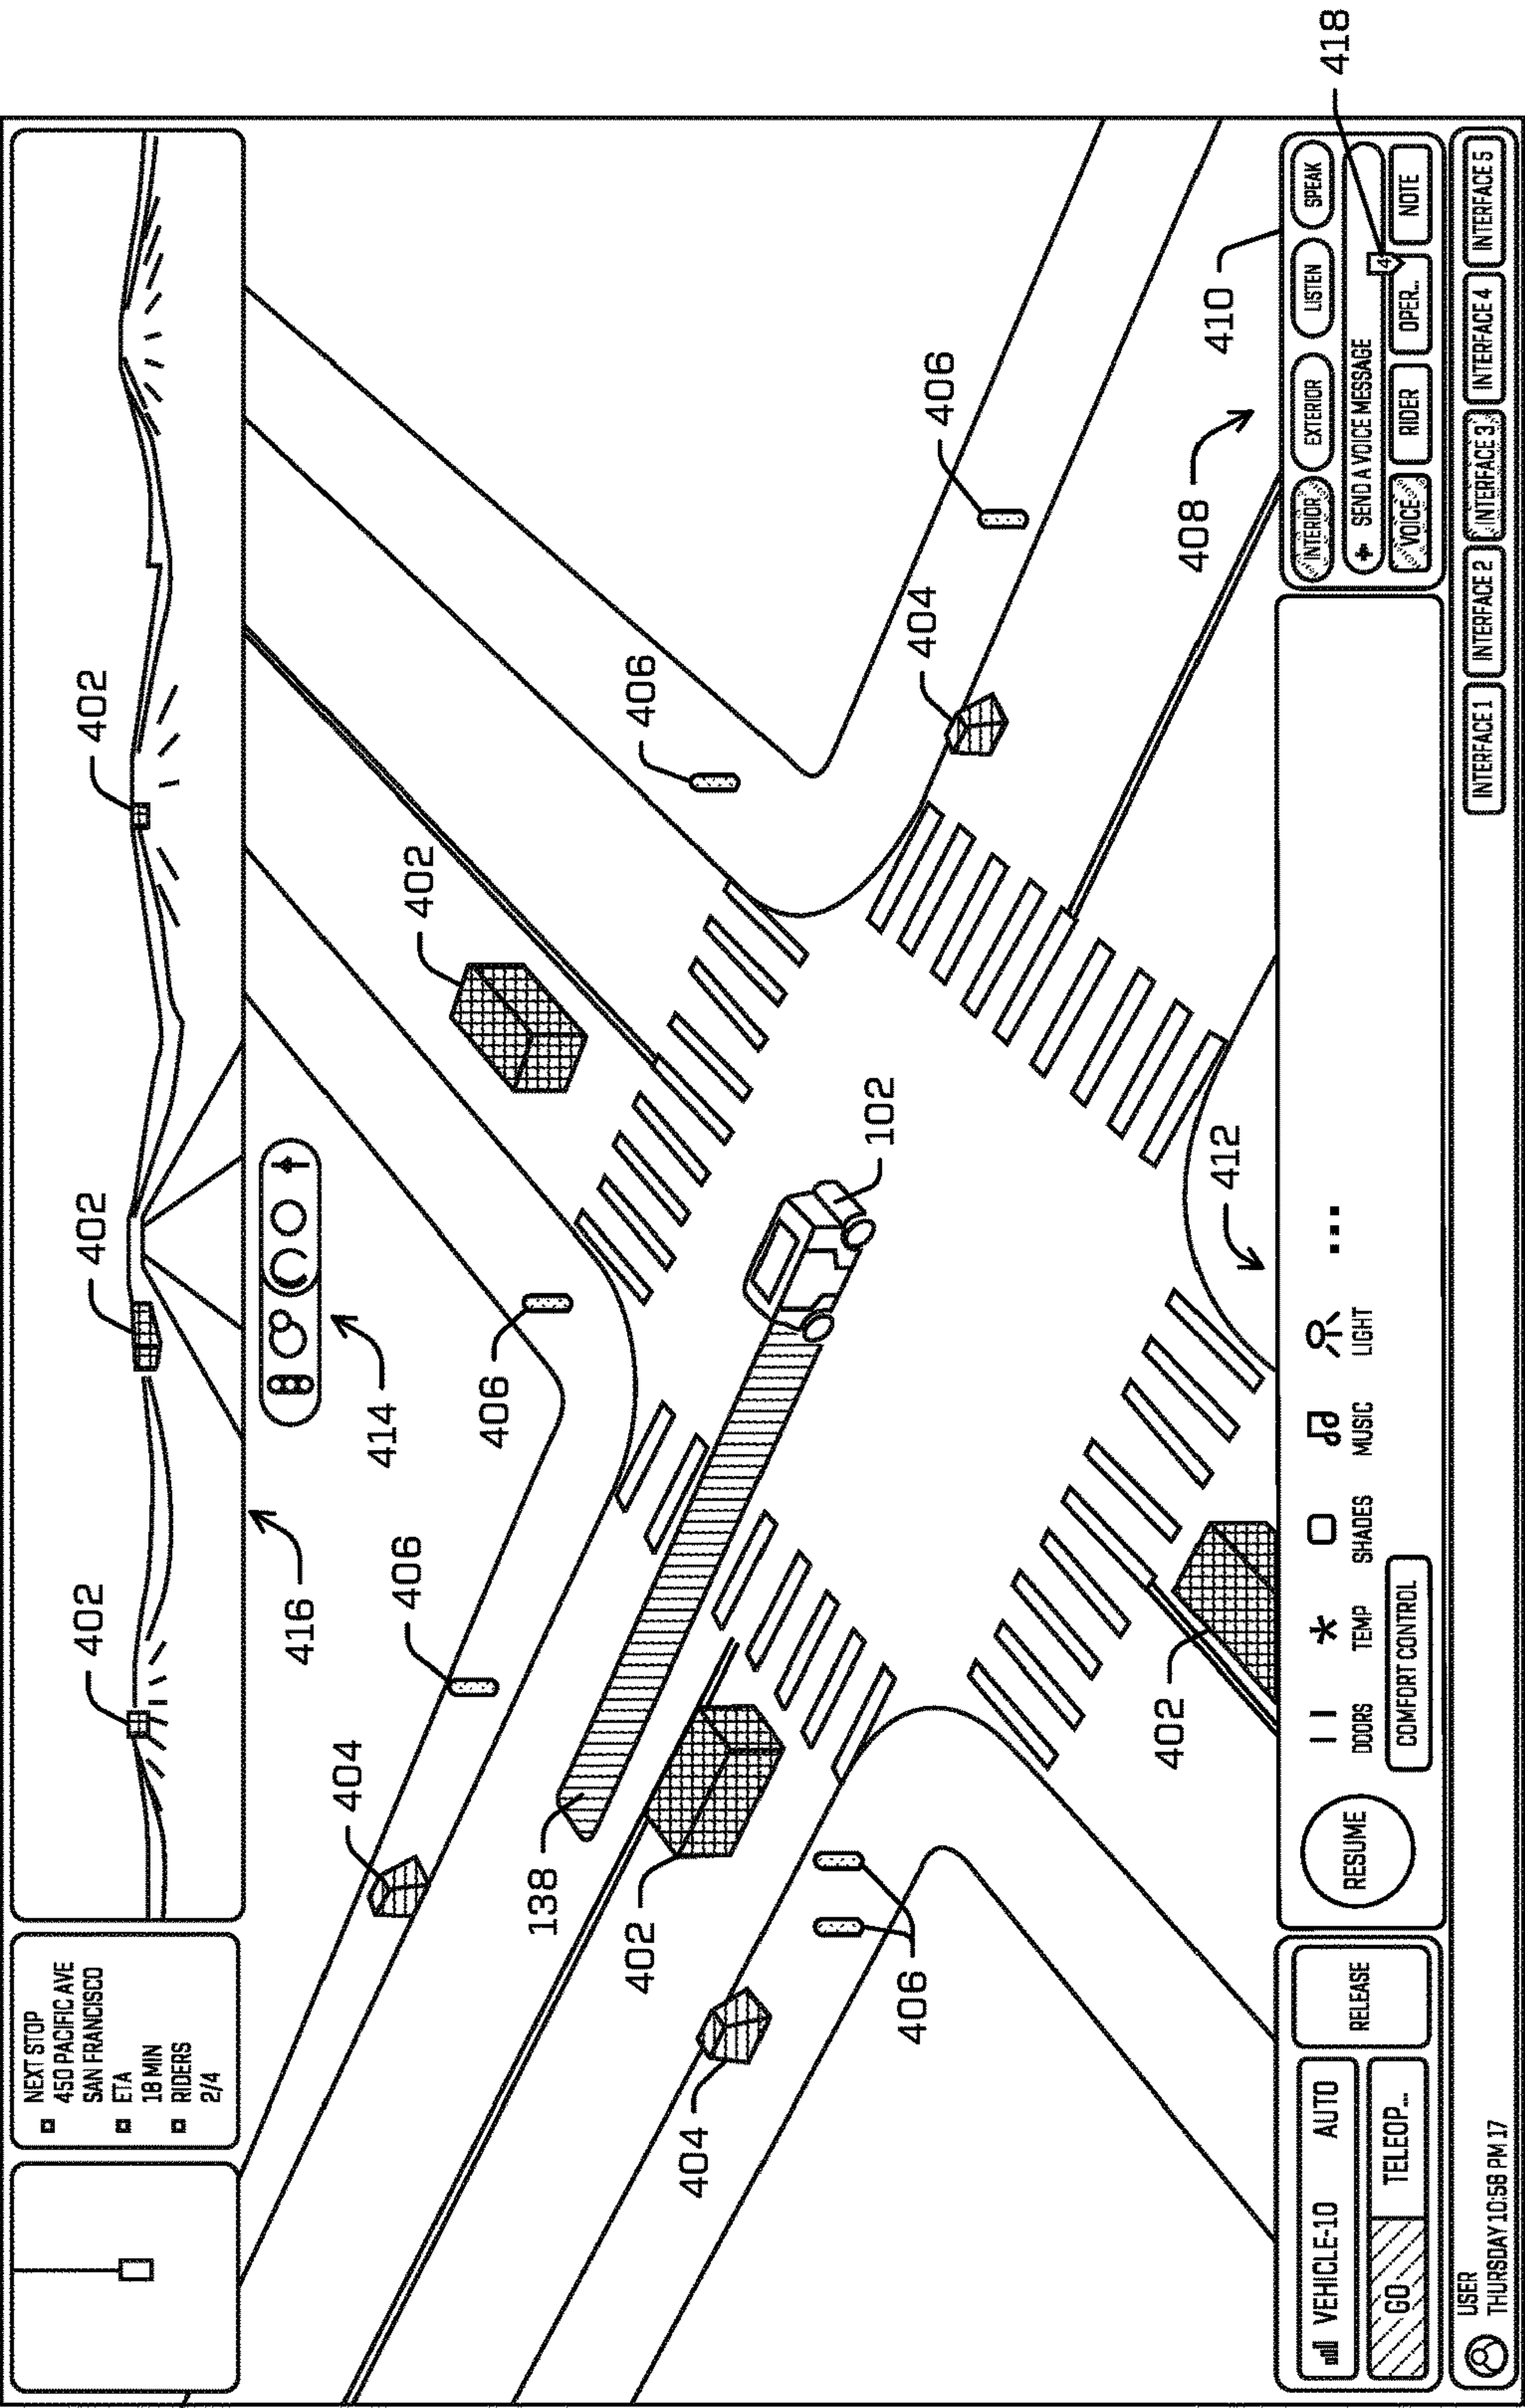 NEXT STOP
450 PACIFIC AVE
SAN FRANCISCO
ETA
18 MIN
RIDERS
2/4
402
402
402
416
414
402
406
406
404
406
404
406
138
402
102
404
406
402
412
408
410
418
VEHICLE-10 AUTO
GO TELEOP...
RELEASE
RESUME
DOORS TEMP SHADES MUSIC LIGHT
COMFORT CONTROL
INTERIOR EXTERIOR LISTEN SPEAK
SEND A VOICE MESSAGE
4
VOICE RIDER OPER... NOTE
USER
THURSDAY 10:58 PM 17
INTERFACE 1 INTERFACE 2 INTERFACE 3 INTERFACE 4 INTERFACE 5